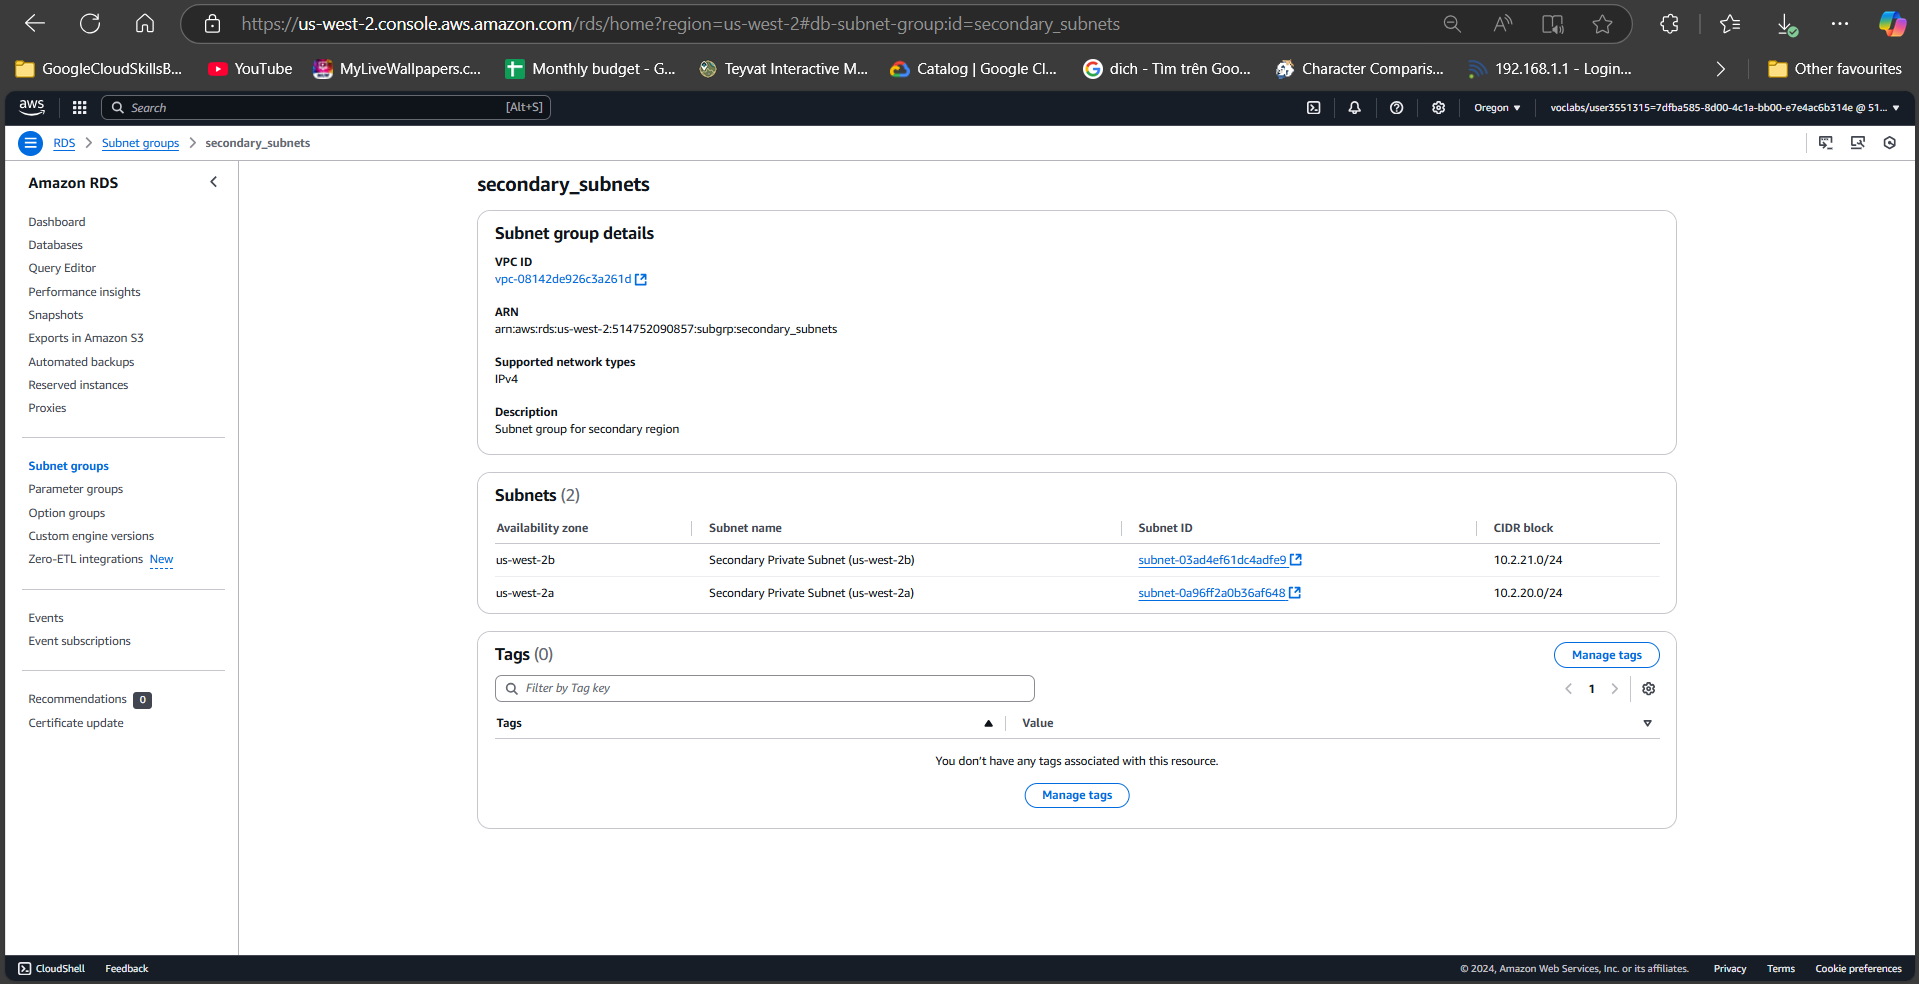 https://us-west-2.console.aws.amazon.com/rds/home?region=us-west-2#db-subnet-group:id=secondary_subnets
GoogleCloudSkillsB... YouTube MyLiveWallpapers.c... Monthly budget - G... Teyvat Interactive M... Catalog | Google Cl... dich - Tìm trên Goo... Character Comparis... 192.168.1.1 - Login... Other favourites
aws Search [Alt+S] Oregon voclabs/user3551315=7dfba585-8d00-4c1a-bb00-e7e4ac6b314e @ 51...
RDS Subnet groups secondary_subnets
Amazon RDS
Dashboard
Databases
Query Editor
Performance insights
Snapshots
Exports in Amazon S3
Automated backups
Reserved instances
Proxies
Subnet groups
Parameter groups
Option groups
Custom engine versions
Zero-ETL integrations New
Events
Event subscriptions
Recommendations 0
Certificate update
secondary_subnets
Subnet group details
VPC ID
vpc-08142de926c3a261d
ARN
arn:aws:rds:us-west-2:514752090857:subgrp:secondary_subnets
Supported network types
IPv4
Description
Subnet group for secondary region
Subnets (2)
Availability zone Subnet name Subnet ID CIDR block
us-west-2b Secondary Private Subnet (us-west-2b) subnet-03ad4ef61dc4adfe9 10.2.21.0/24
us-west-2a Secondary Private Subnet (us-west-2a) subnet-0a96ff2a0b36af648 10.2.20.0/24
Tags (0) Manage tags
Filter by Tag key 1
Tags Value
You don't have any tags associated with this resource.
Manage tags
CloudShell Feedback © 2024, Amazon Web Services, Inc. or its affiliates. Privacy Terms Cookie preferences